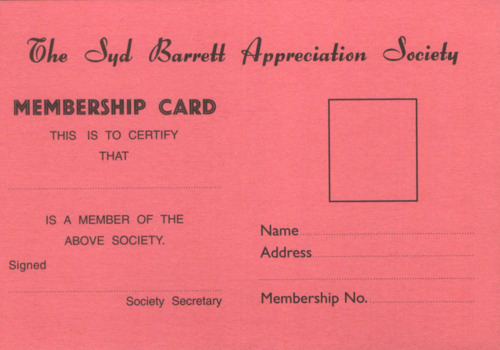 The Syd Barrett Appreciation Society
MEMBERSHIP CARD
THIS IS TO CERTIFY
THAT
IS A MEMBER OF THE
ABOVE SOCIETY.
Signed
Society Secretary
Name
Address
Membership No.